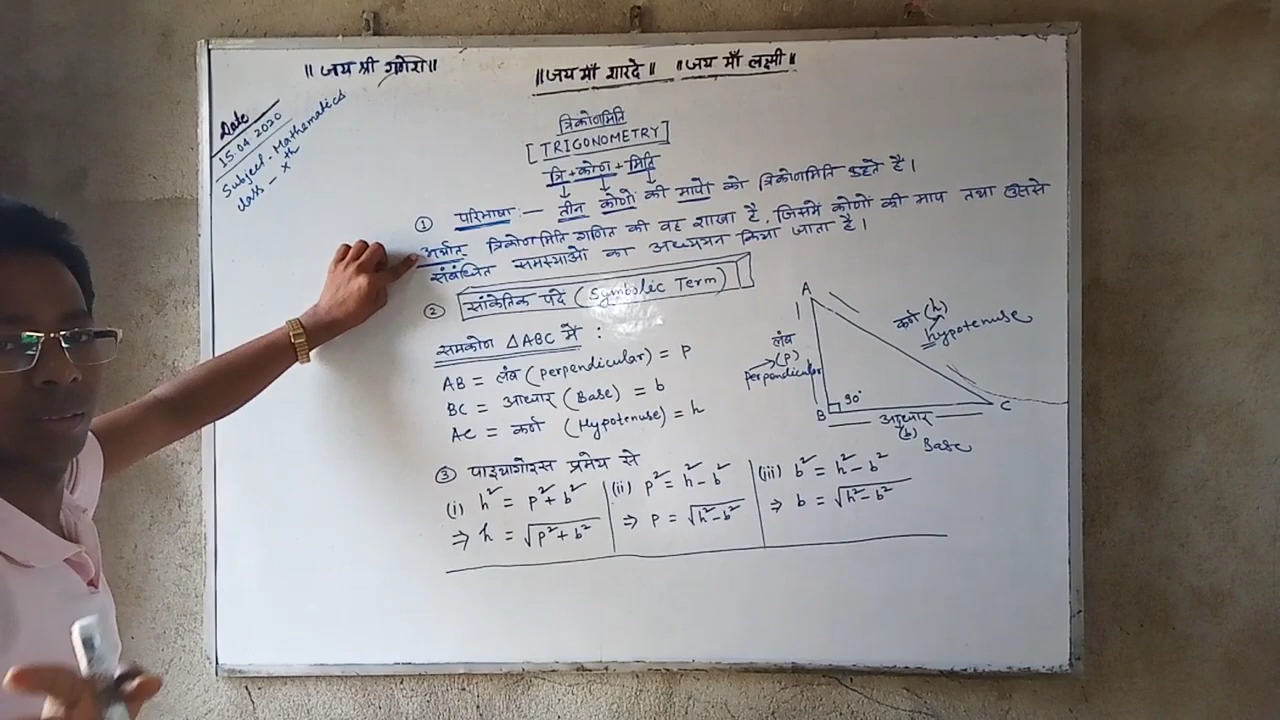 ॥ जय श्री गणेश ॥
॥ जय माँ शारदे ॥ ॥ जय माँ लक्ष्मी ॥
Date
15.04.2020
Subject - Mathematics
class - Xth
त्रिकोणमिति
[TRIGONOMETRY]
त्रि + कोण + मिति
① परिभाषा :— तीन कोणों की मापों को त्रिकोणमिति कहते है।
अर्थात् त्रिकोणमिति गणित की वह शाखा है, जिसमें कोणों की माप तथा उससे
संबंधित समस्याओं का अध्ययन किया जाता है।
② सांकेतिक पदें (Symbolic Term)
समकोण △ABC में :
AB = लंब (perpendicular) = p
BC = आधार (Base) = b
AC = कर्ण (Hypotenuse) = h
A
लंब
(p)
perpendicular
कर्ण (h)
hypotenuse
B 90° C
आधार
(b)
Base
③ पाइथागोरस प्रमेय से
(i) h² = p² + b²
⇒ h = √p² + b²
(ii) p² = h² - b²
⇒ p = √h² - b²
(iii) b² = h² - b²
⇒ b = √h² - b²